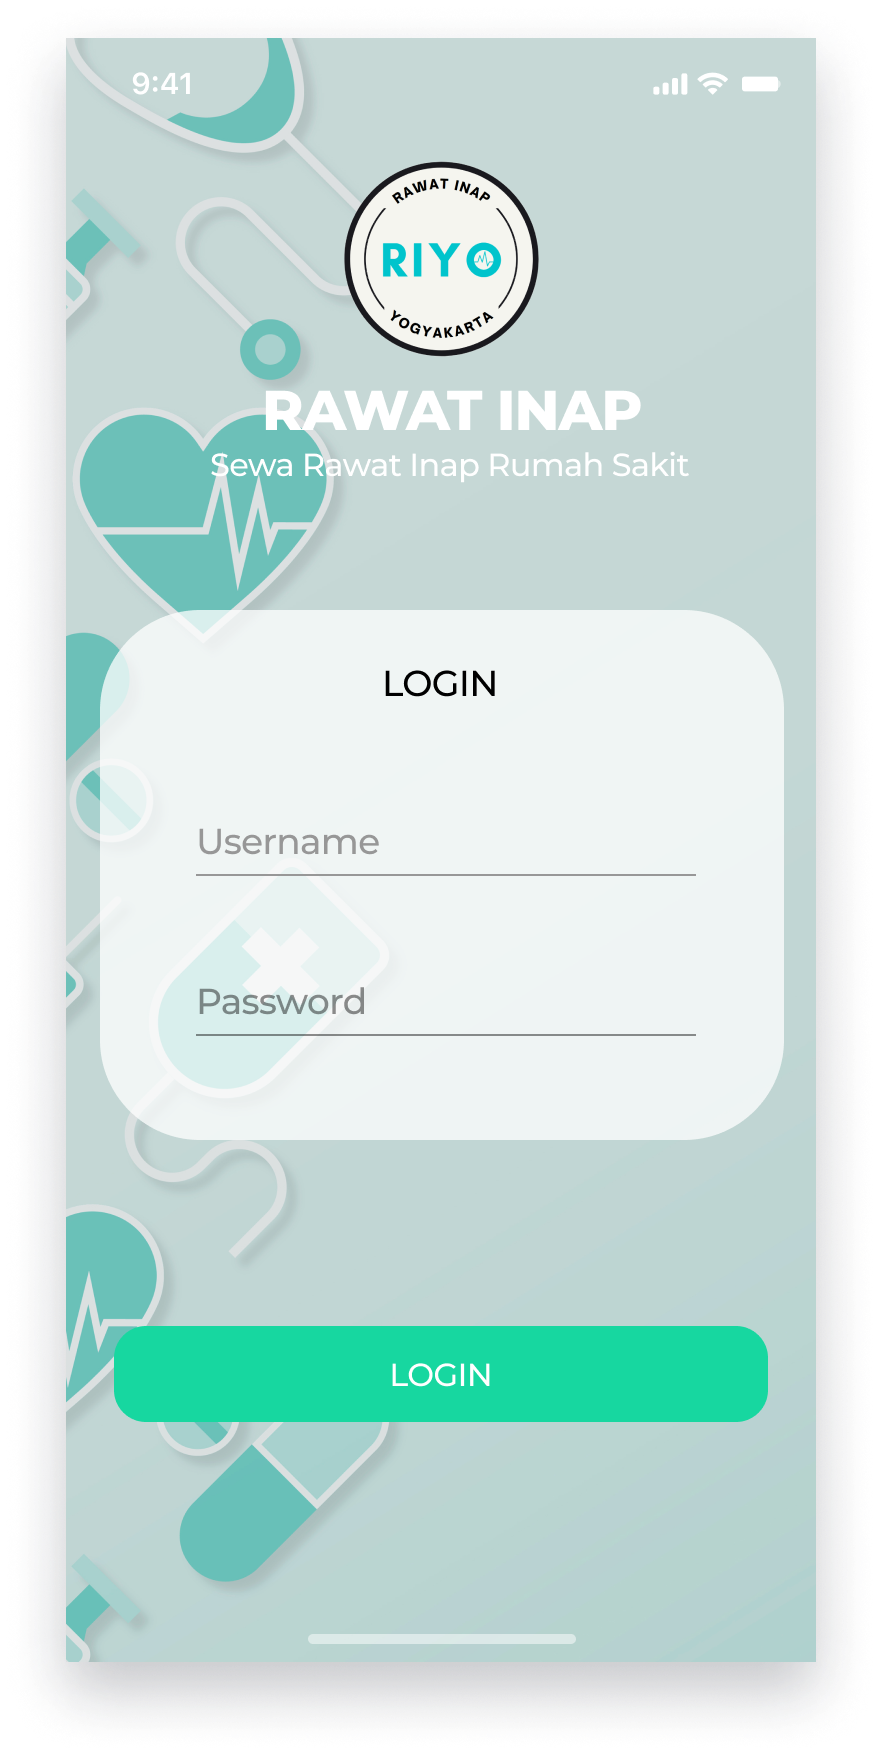 9:41
RAWAT INAP
RIYO
YOGYAKARTA
RAWAT INAP
Sewa Rawat Inap Rumah Sakit
LOGIN
Username
Password
LOGIN